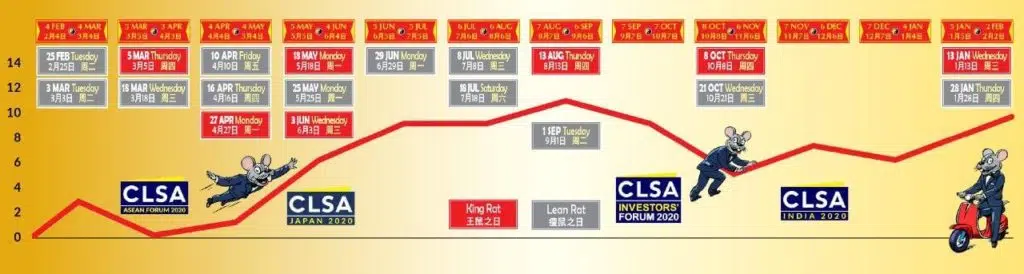 4 FEB 4 MAR
2月4日 3月4日
5 MAR 3 APR
3月5日 4月3日
4 APR 4 MAY
4月4日 5月4日
5 MAY 4 JUN
5月5日 6月4日
5 JUN 5 JUL
6月5日 7月5日
6 JUL 6 AUG
7月6日 8月6日
7 AUG 6 SEP
8月7日 9月6日
7 SEP 7 OCT
9月7日 10月7日
8 OCT 6 NOV
10月8日 11月6日
7 NOV 6 DEC
11月7日 12月6日
7 DEC 4 JAN
12月7日 1月4日
5 JAN 2 FEB
1月5日 2月2日
14
12
10
8
6
4
2
0
25 FEB Tuesday
2月25日 周二
3 MAR Tuesday
3月3日 周二
5 MAR Thursday
3月5日 周四
18 MAR Wednesday
3月18日 周三
10 APR Friday
4月10日 周五
16 APR Thursday
4月16日 周四
27 APR Monday
4月27日 周一
18 MAY Monday
5月18日 周一
25 MAY Monday
5月25日 周一
3 JUN Wednesday
6月3日 周三
29 JUN Monday
6月29日 周一
8 JUL Wednesday
7月8日 周三
18 JUL Saturday
7月18日 周六
13 AUG Thursday
8月13日 周四
1 SEP Tuesday
9月1日 周二
8 OCT Thursday
10月8日 周四
21 OCT Wednesday
10月21日 周三
13 JAN Wednesday
1月13日 周三
28 JAN Thursday
1月28日 周四
CLSA
ASEAN FORUM 2020
CLSA
JAPAN 2020
King Rat
王鼠之日
Lean Rat
瘦鼠之日
CLSA
INVESTORS'
FORUM 2020
CLSA
INDIA 2020